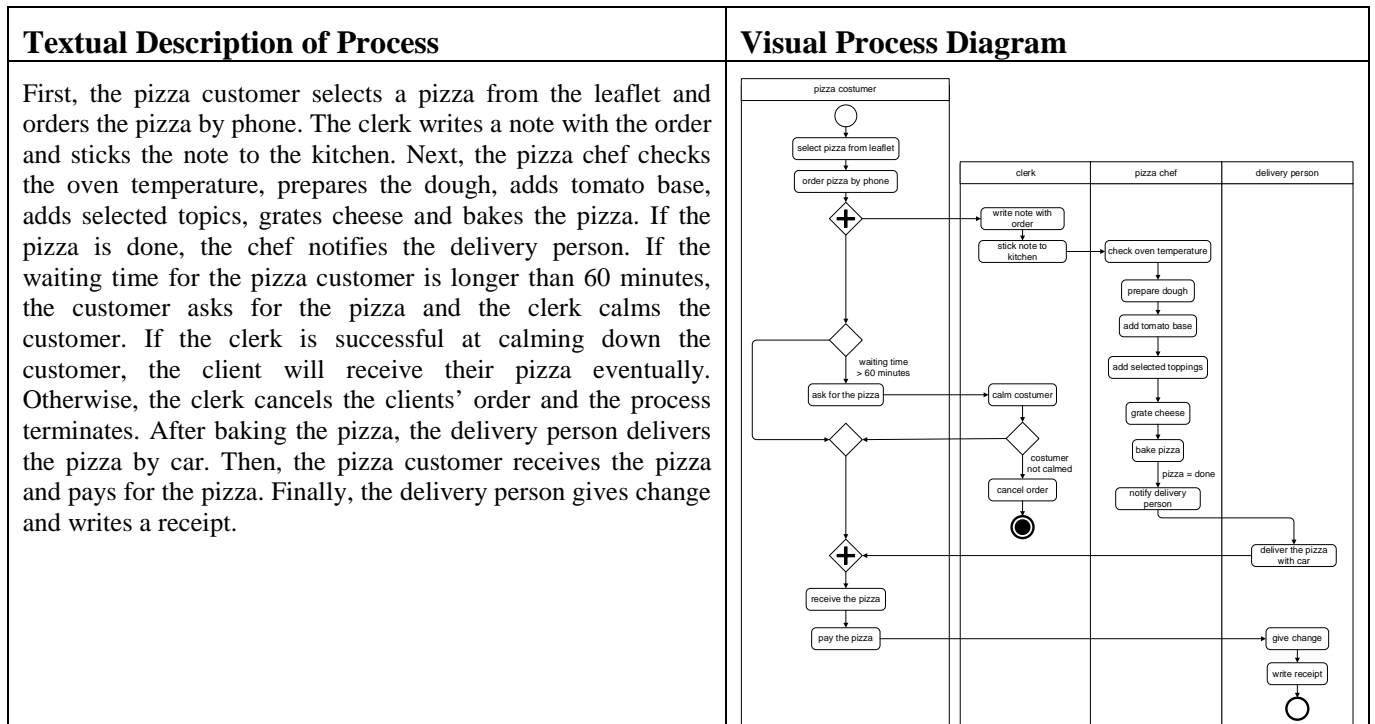 Textual Description of Process
First, the pizza customer selects a pizza from the leaflet and
orders the pizza by phone. The clerk writes a note with the order
and sticks the note to the kitchen. Next, the pizza chef checks
the oven temperature, prepares the dough, adds tomato base,
adds selected topics, grates cheese and bakes the pizza. If the
pizza is done, the chef notifies the delivery person. If the
waiting time for the pizza customer is longer than 60 minutes,
the customer asks for the pizza and the clerk calms the
customer. If the clerk is successful at calming down the
customer, the client will receive their pizza eventually.
Otherwise, the clerk cancels the clients' order and the process
terminates. After baking the pizza, the delivery person delivers
the pizza by car. Then, the pizza customer receives the pizza
and pays for the pizza. Finally, the delivery person gives change
and writes a receipt.
Visual Process Diagram
pizza costumer
select pizza from leaflet
order pizza by phone
clerk
pizza chef
delivery person
write note with
order
stick note to
kitchen
check oven temperature
prepare dough
add tomato base
waiting time
> 60 minutes
add selected toppings
ask for the pizza
calm costumer
grate cheese
costumer
not calmed
bake pizza
pizza = done
cancel order
notify delivery
person
deliver the pizza
with car
receive the pizza
pay the pizza
give change
write receipt